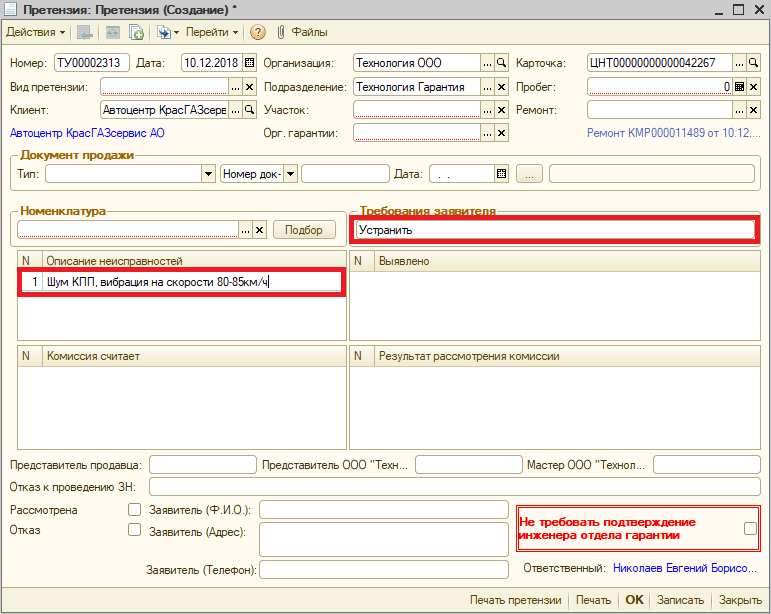 Претензия: Претензия (Создание) *
Действия Перейти ? Файлы
Номер: ТУ00002313 Дата: 10.12.2018 Организация: Технология ООО ... Карточка: ЦНТ00000000000042267 ...
Вид претензии: ... Подразделение: Технология Гарантия ... Пробег: 0
Клиент: Автоцентр КрасГАЗсерв ... Участок: ... Ремонт: ...
Автоцентр КрасГАЗсервис АО Орг. гарантии: ... Ремонт КМР000011489 от 10.12....
Документ продажи
Тип: Номер док- Дата: . . ...
Номенклатура Требования заявителя
... Подбор Устранить
N Описание неисправностей N Выявлено
1 Шум КПП, вибрация на скорости 80-85км/ч
N Комиссия считает N Результат рассмотрения комиссии
Представитель продавца: Представитель ООО "Техн... Мастер ООО "Технол...
Отказ к проведению ЗН:
Рассмотрена Заявитель (Ф.И.О.):
Не требовать подтверждение
Отказ Заявитель (Адрес): инженера отдела гарантии
Заявитель (Телефон): Ответственный: Николаев Евгений Борисо...
Печать претензии Печать OK Записать Закрыть